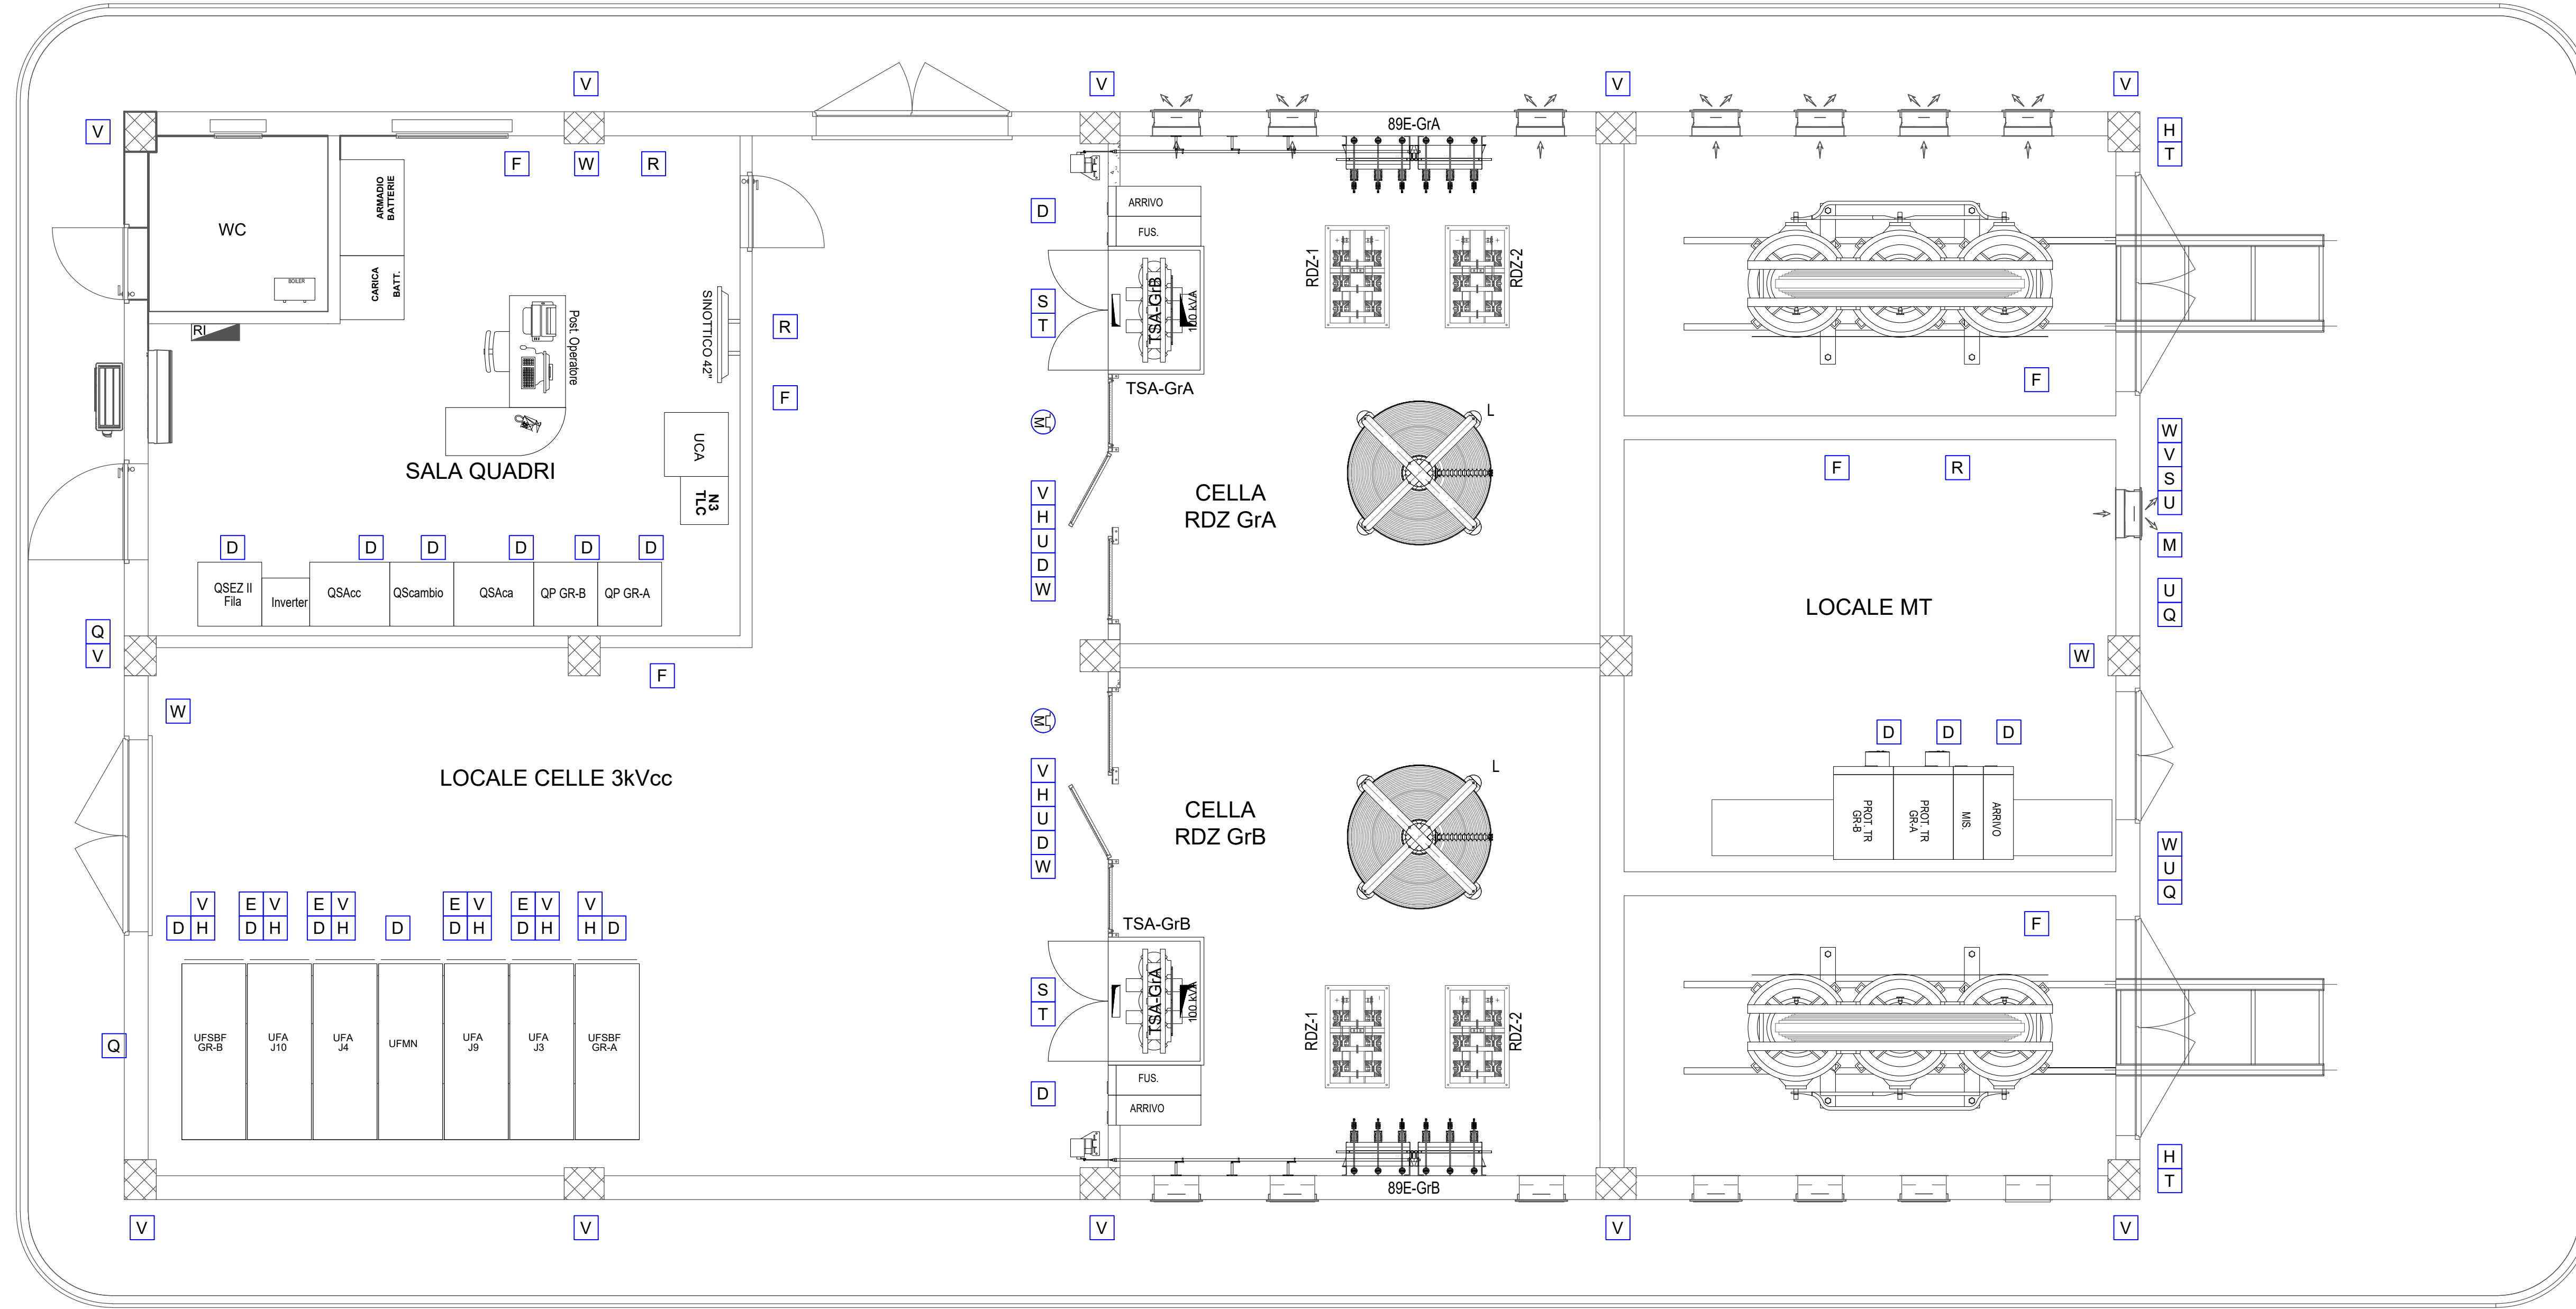 V
V
V
V
V
F
W
R
89E-GrA
H
T
WC
BOILER
RI
ARMADIO
BATTERIE
CARICA
BATT.
Post. Operatore
SINOTTICO 42"
R
F
UCA
N3
TLC
SALA QUADRI
D
D
D
D
D
D
QSEZ II
Fila
Inverter
QSAcc
QScambio
QSAca
QP GR-B
QP GR-A
Q
V
D
ARRIVO
FUS.
S
T
TSA-GrB
100 kVA
TSA-GrA
M
V
H
U
D
W
RDZ-1
RDZ-2
L
CELLA
RDZ GrA
F
F
R
W
V
S
U
M
U
Q
LOCALE MT
W
F
W
LOCALE CELLE 3kVcc
M
V
H
U
D
W
CELLA
RDZ GrB
L
D
D
D
PROT. TR
GR-B
PROT. TR
GR-A
MIS.
ARRIVO
W
U
Q
F
V
D H
E V
D H
E V
D H
D
E V
D H
E V
D H
V
H D
UFSBF
GR-B
UFA
J10
UFA
J4
UFMN
UFA
J9
UFA
J3
UFSBF
GR-A
Q
TSA-GrB
S
T
TSA-GrA
100 kVA
FUS.
D
ARRIVO
RDZ-1
RDZ-2
89E-GrB
H
T
V
V
V
V
V